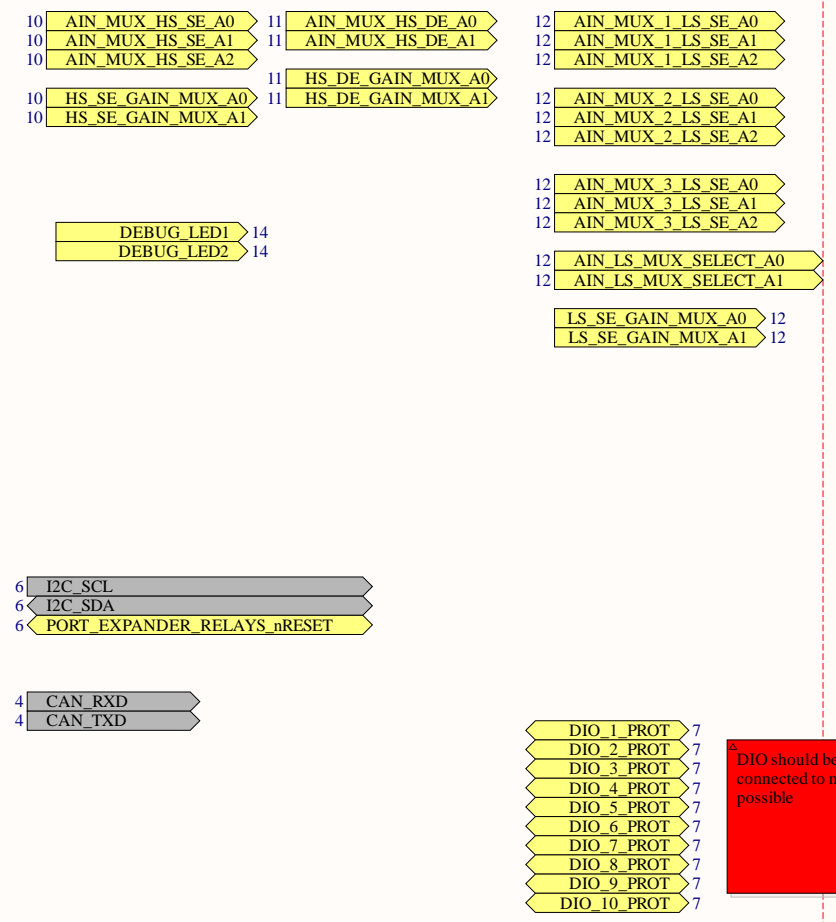 10 AIN_MUX_HS_SE_A0
10 AIN_MUX_HS_SE_A1
10 AIN_MUX_HS_SE_A2
10 HS_SE_GAIN_MUX_A0
10 HS_SE_GAIN_MUX_A1
11 AIN_MUX_HS_DE_A0
11 AIN_MUX_HS_DE_A1
11 HS_DE_GAIN_MUX_A0
11 HS_DE_GAIN_MUX_A1
12 AIN_MUX_1_LS_SE_A0
12 AIN_MUX_1_LS_SE_A1
12 AIN_MUX_1_LS_SE_A2
12 AIN_MUX_2_LS_SE_A0
12 AIN_MUX_2_LS_SE_A1
12 AIN_MUX_2_LS_SE_A2
12 AIN_MUX_3_LS_SE_A0
12 AIN_MUX_3_LS_SE_A1
12 AIN_MUX_3_LS_SE_A2
12 AIN_LS_MUX_SELECT_A0
12 AIN_LS_MUX_SELECT_A1
LS_SE_GAIN_MUX_A0 12
LS_SE_GAIN_MUX_A1 12
DEBUG_LED1 14
DEBUG_LED2 14
6 I2C_SCL
6 I2C_SDA
6 PORT_EXPANDER_RELAYS_nRESET
4 CAN_RXD
4 CAN_TXD
DIO_1_PROT 7
DIO_2_PROT 7
DIO_3_PROT 7
DIO_4_PROT 7
DIO_5_PROT 7
DIO_6_PROT 7
DIO_7_PROT 7
DIO_8_PROT 7
DIO_9_PROT 7
DIO_10_PROT 7
DIO should be
connected to
possible